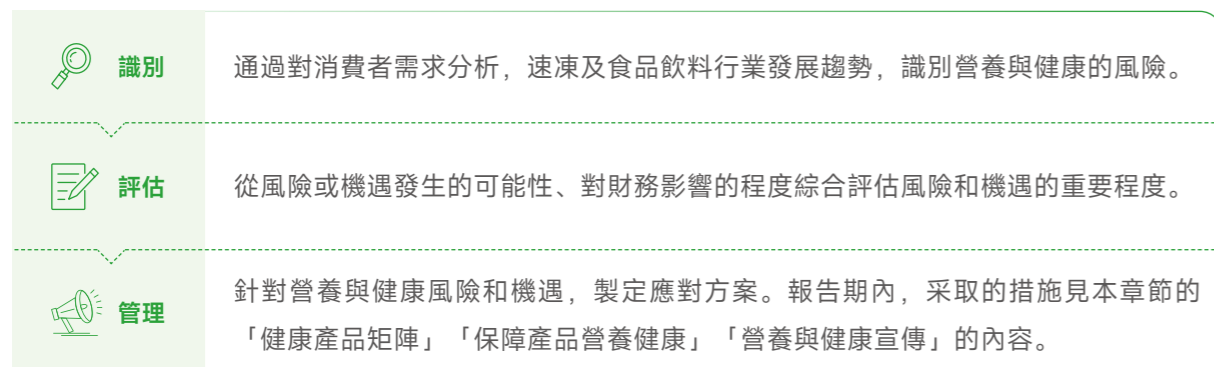 識別
通過對消費者需求分析，速凍及食品飲料行業發展趨勢，識別營養與健康的風險。
評估
從風險或機遇發生的可能性、對財務影響的程度綜合評估風險和機遇的重要程度。
管理
針對營養與健康風險和機遇，製定應對方案。報告期內，采取的措施見本章節的
「健康產品矩陣」「保障產品營養健康」「營養與健康宣傳」的內容。